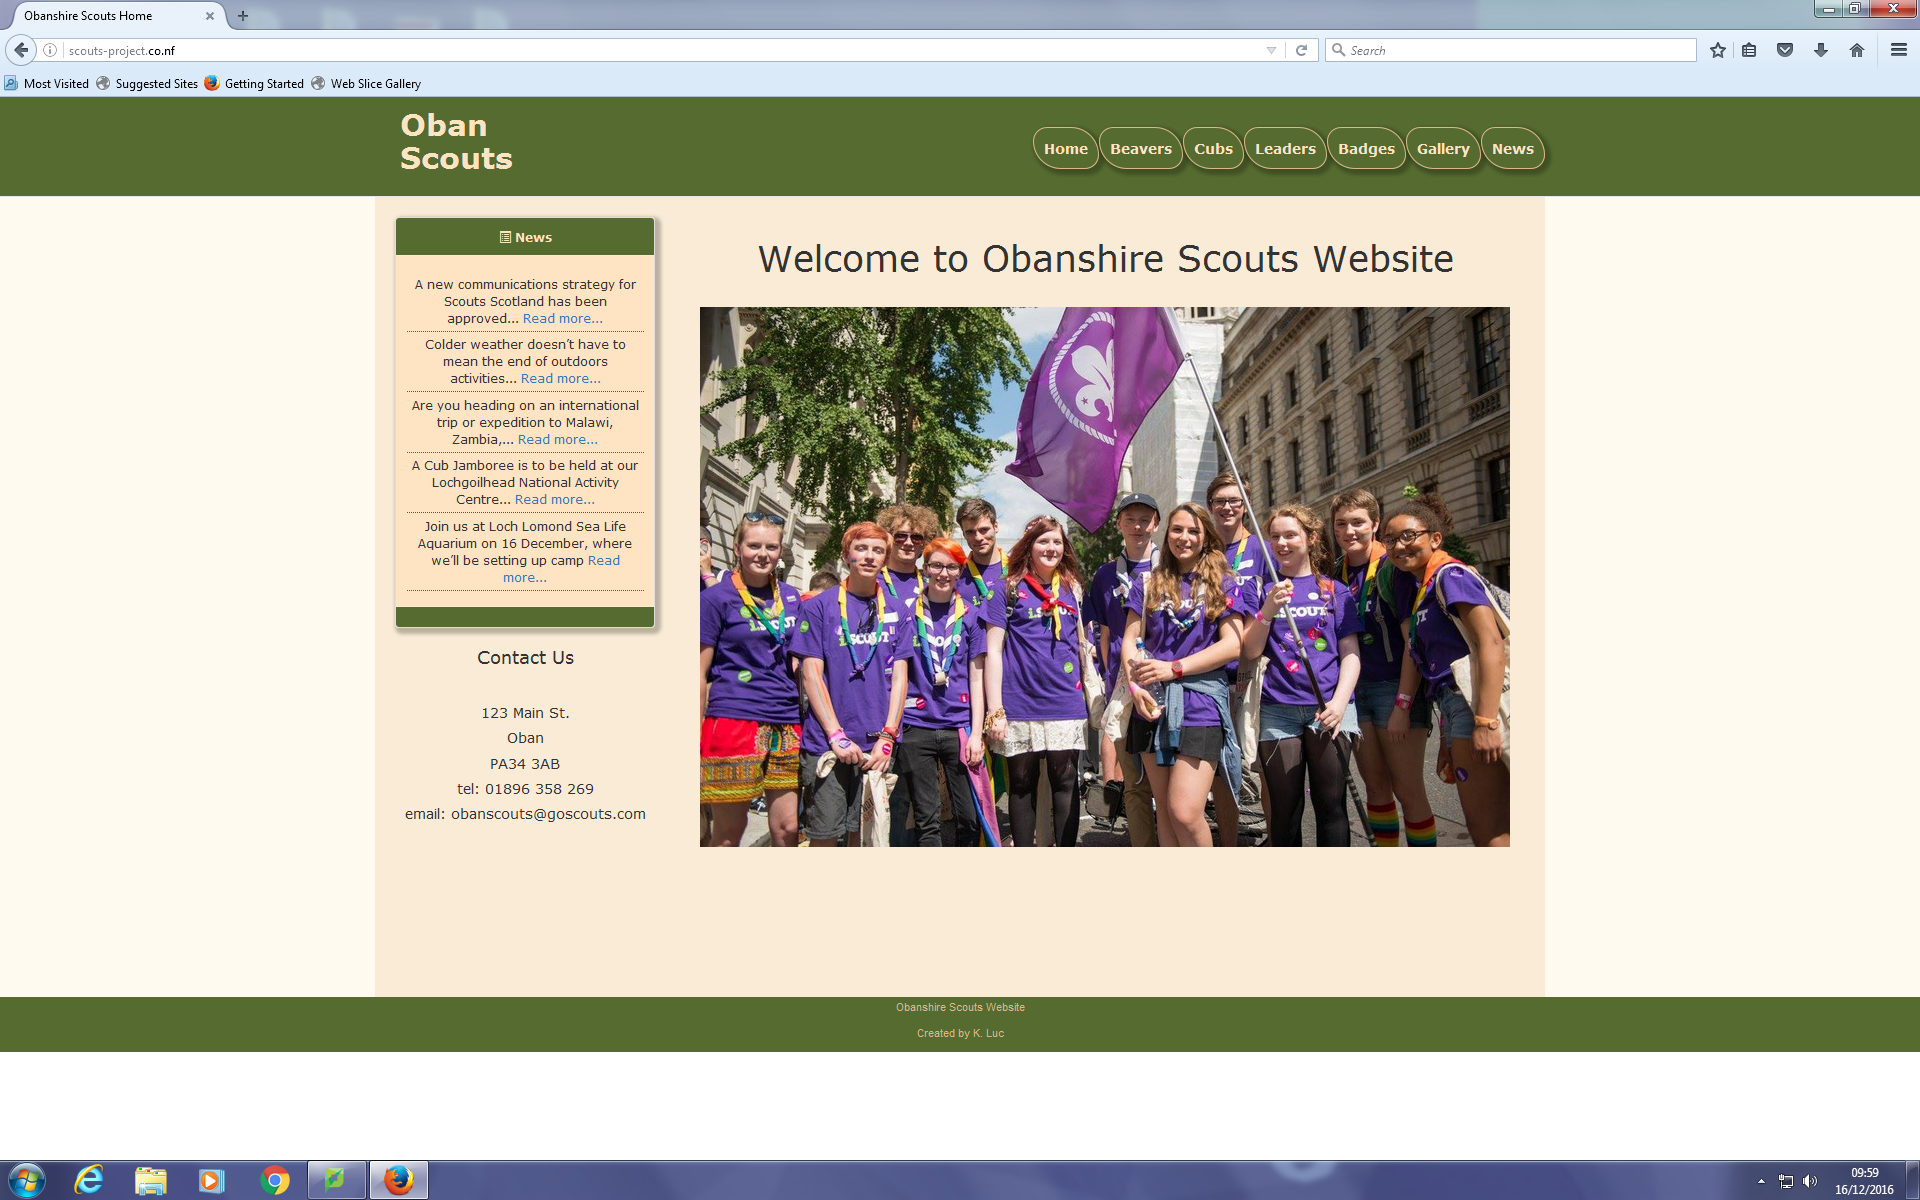 Obanshire Scouts Home
scouts-project.co.nf
Search
Most Visited
Suggested Sites
Getting Started
Web Slice Gallery
Oban
Scouts
Home
Beavers
Cubs
Leaders
Badges
Gallery
News
News
A new communications strategy for
Scouts Scotland has been
approved... Read more...
Colder weather doesn't have to
mean the end of outdoors
activities... Read more...
Are you heading on an international
trip or expedition to Malawi,
Zambia,... Read more...
A Cub Jamboree is to be held at our
Lochgoilhead National Activity
Centre... Read more...
Join us at Loch Lomond Sea Life
Aquarium on 16 December, where
we'll be setting up camp Read
more...
Contact Us
123 Main St.
Oban
PA34 3AB
tel: 01896 358 269
email: obanscouts@goscouts.com
Welcome to Obanshire Scouts Website
i.SCOUT
i.SCOUT
Obanshire Scouts Website
Created by K. Luc
09:59
16/12/2016